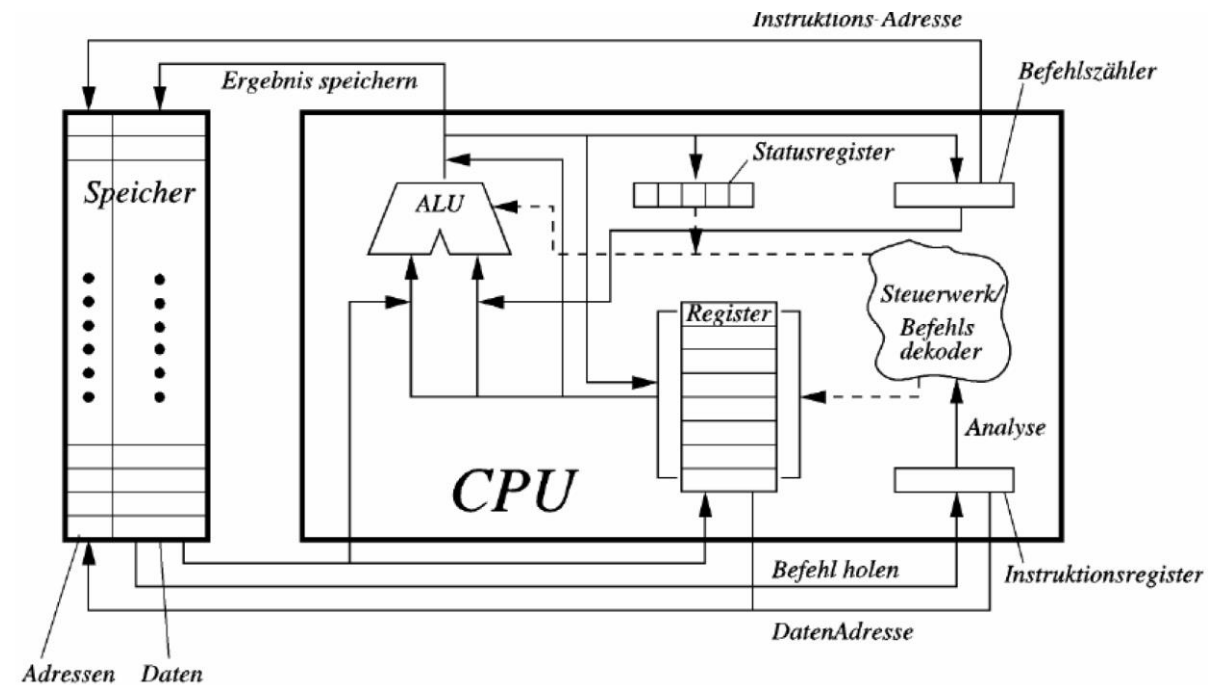 Instruktions-Adresse
Ergebnis speichern
Befehlszähler
Speicher
Statusregister
ALU
Steuerwerk/
Befehls
dekoder
Register
Analyse
CPU
Befehl holen
Instruktionsregister
DatenAdresse
Adressen
Daten